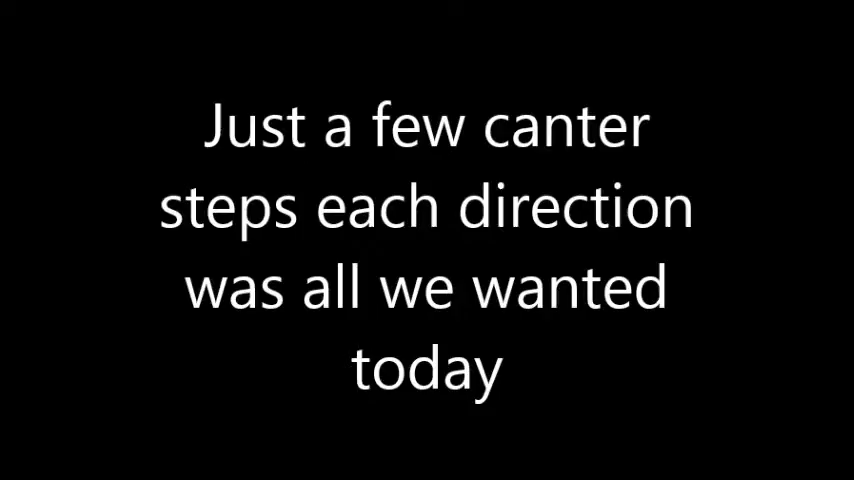 Just a few canter
steps each direction
was all we wanted
today